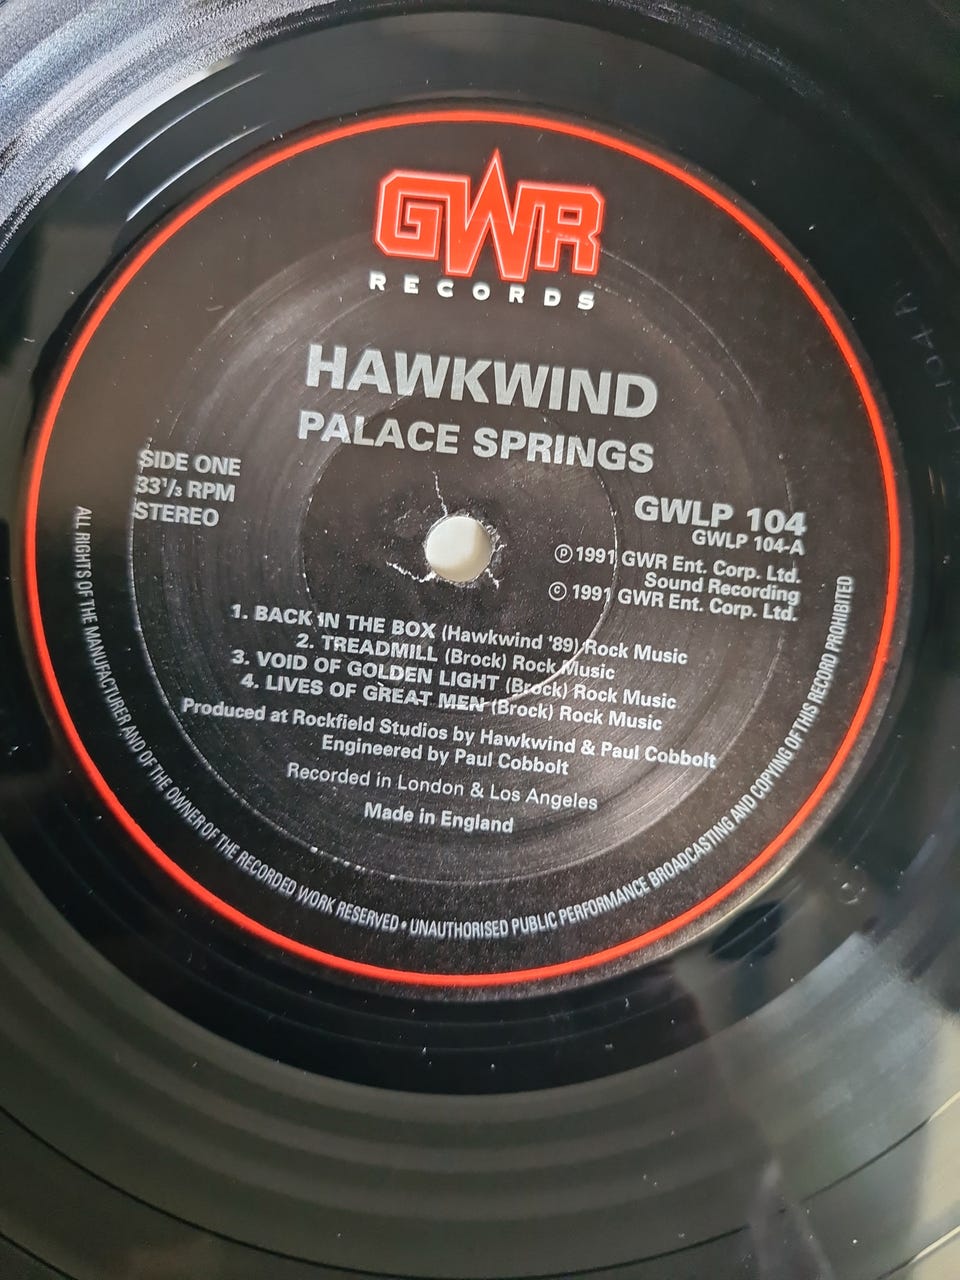 GWR
RECORDS
HAWKWIND
PALACE SPRINGS
SIDE ONE
33⅓ RPM
STEREO
GWLP 104
GWLP 104-A
Ⓟ 1991 GWR Ent. Corp. Ltd.
Sound Recording
© 1991 GWR Ent. Corp. Ltd.
1. BACK IN THE BOX (Hawkwind '89) Rock Music
2. TREADMILL (Brock) Rock Music
3. VOID OF GOLDEN LIGHT (Brock) Rock Music
4. LIVES OF GREAT MEN (Brock) Rock Music
Produced at Rockfield Studios by Hawkwind & Paul Cobbolt
Engineered by Paul Cobbolt
Recorded in London & Los Angeles
Made in England
ALL RIGHTS OF THE MANUFACTURER AND OF THE OWNER OF THE RECORDED WORK RESERVED • UNAUTHORISED PUBLIC PERFORMANCE BROADCASTING AND COPYING OF THIS RECORD PROHIBITED